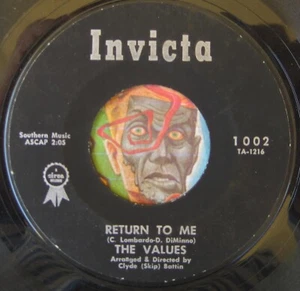 Invicta
Southern Music
ASCAP 2:05
1002
TA-1216
RETURN TO ME
(C. Lombardo-D. DiMinno)
THE VALUES
Arranged & Directed by
Clyde (Skip) Battin